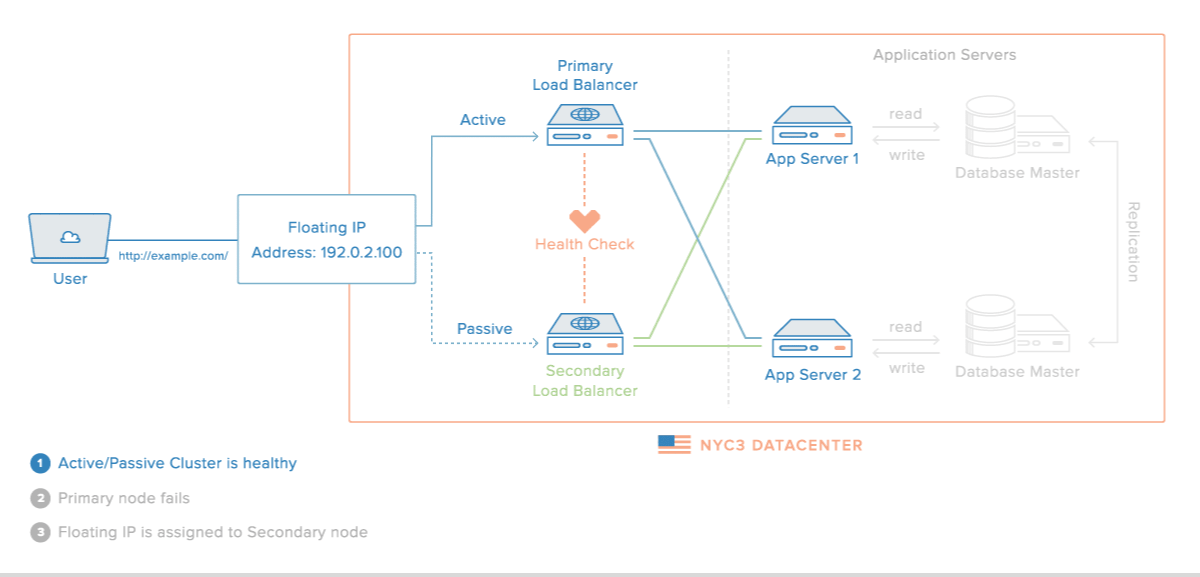 Application Servers
Primary
Load Balancer
Active
read
write
App Server 1
Database Master
Floating IP
Address: 192.0.2.100
http://example.com/
User
Health Check
Replication
Passive
read
write
Secondary
Load Balancer
App Server 2
Database Master
NYC3 DATACENTER
1 Active/Passive Cluster is healthy
2 Primary node fails
3 Floating IP is assigned to Secondary node